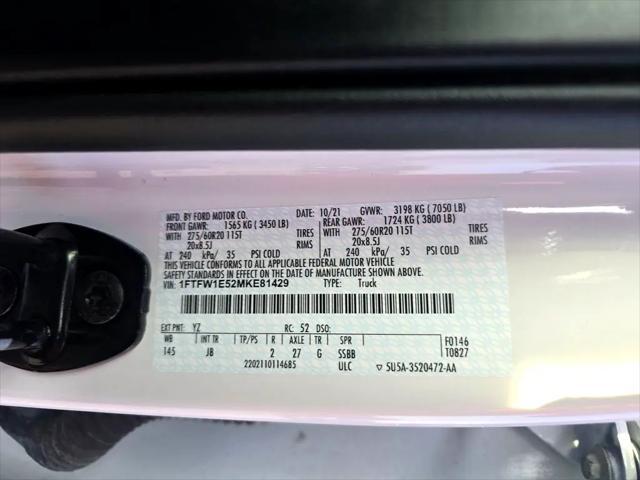 MFD. BY FORD MOTOR CO. 10/21 GVWR: 3198 KG ( 7050 LB)
FRONT GAWR: 1565 KG ( 3450 LB) REAR GAWR: 1724 KG ( 3800 LB)
WITH 275/60R20 115T TIRES WITH 275/60R20 115T TIRES
20x8.5J RIMS 20x8.5J RIMS
AT 240 kPa/ 35 PSI COLD AT 240 kPa/ 35 PSI COLD
THIS VEHICLE CONFORMS TO ALL APPLICABLE FEDERAL MOTOR VEHICLE
SAFETY STANDARDS IN EFFECT ON THE DATE OF MANUFACTURE SHOWN ABOVE.
VIN: 1FTFW1E52MKE81429 TYPE: Truck
EXT PNT: YZ RC: 52 DSO:
WB INT TR TP/PS R AXLE TR SPR F0146
145 JB 2 27 G SSBB T0827
2202110114685 ULC ▽ 5U5A-3520472-AA